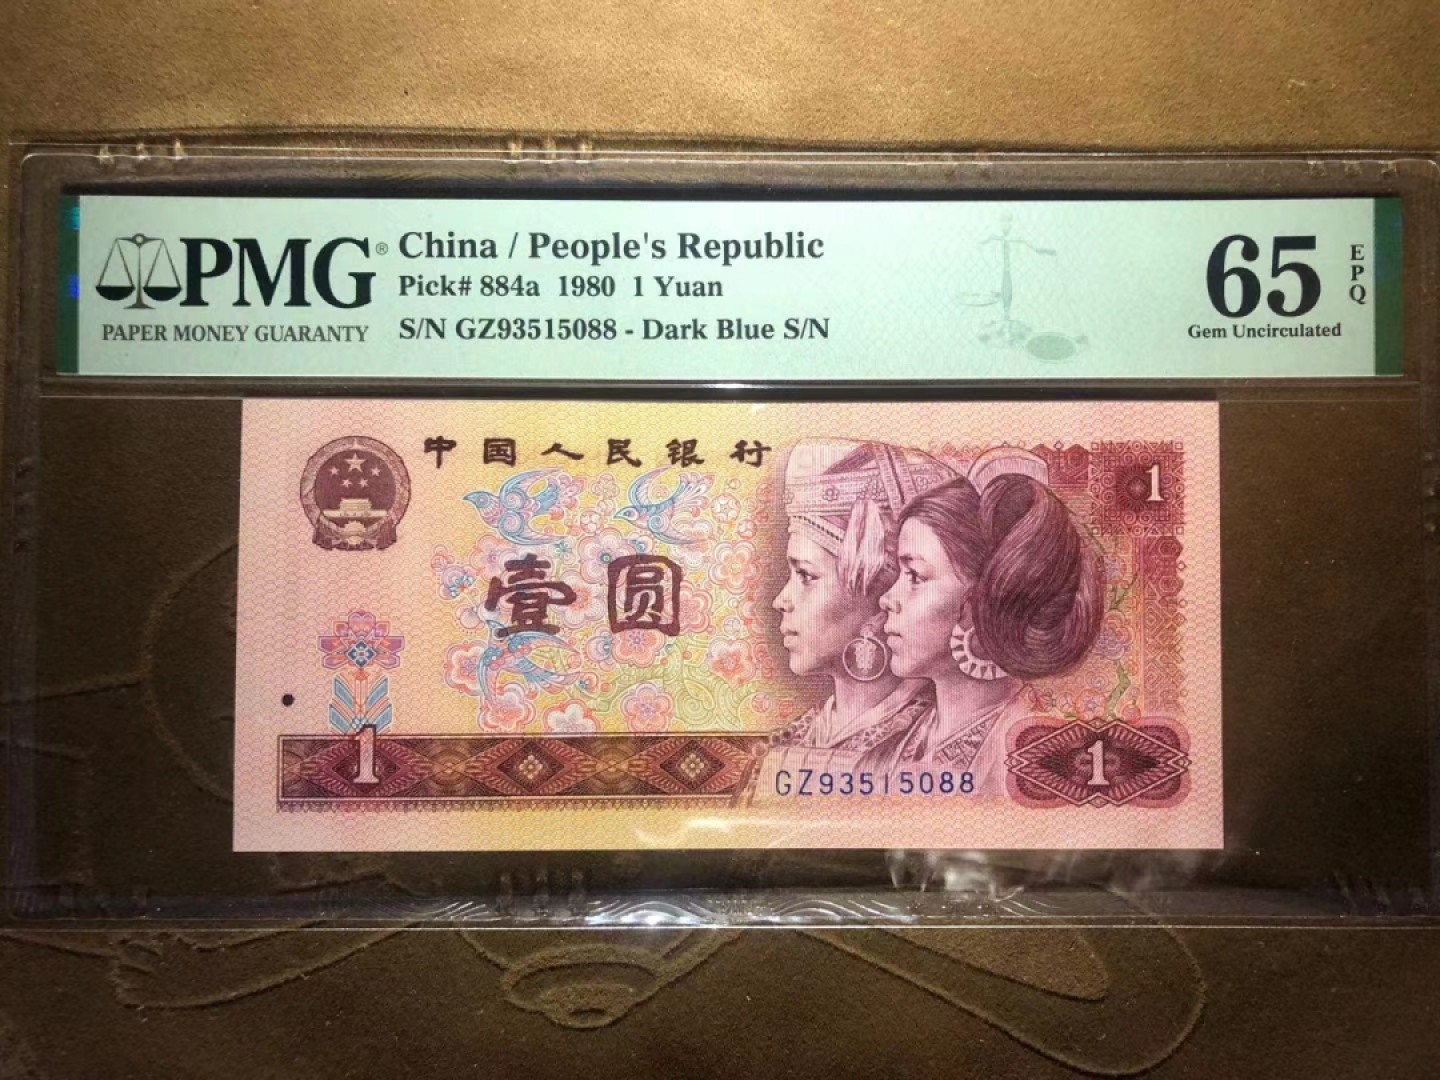 PMG®
PAPER MONEY GUARANTY
China / People's Republic
Pick# 884a 1980 1 Yuan
S/N GZ93515088 - Dark Blue S/N
65
EPQ
Gem Uncirculated
中国人民银行
1
壹圆
1
GZ93515088
1